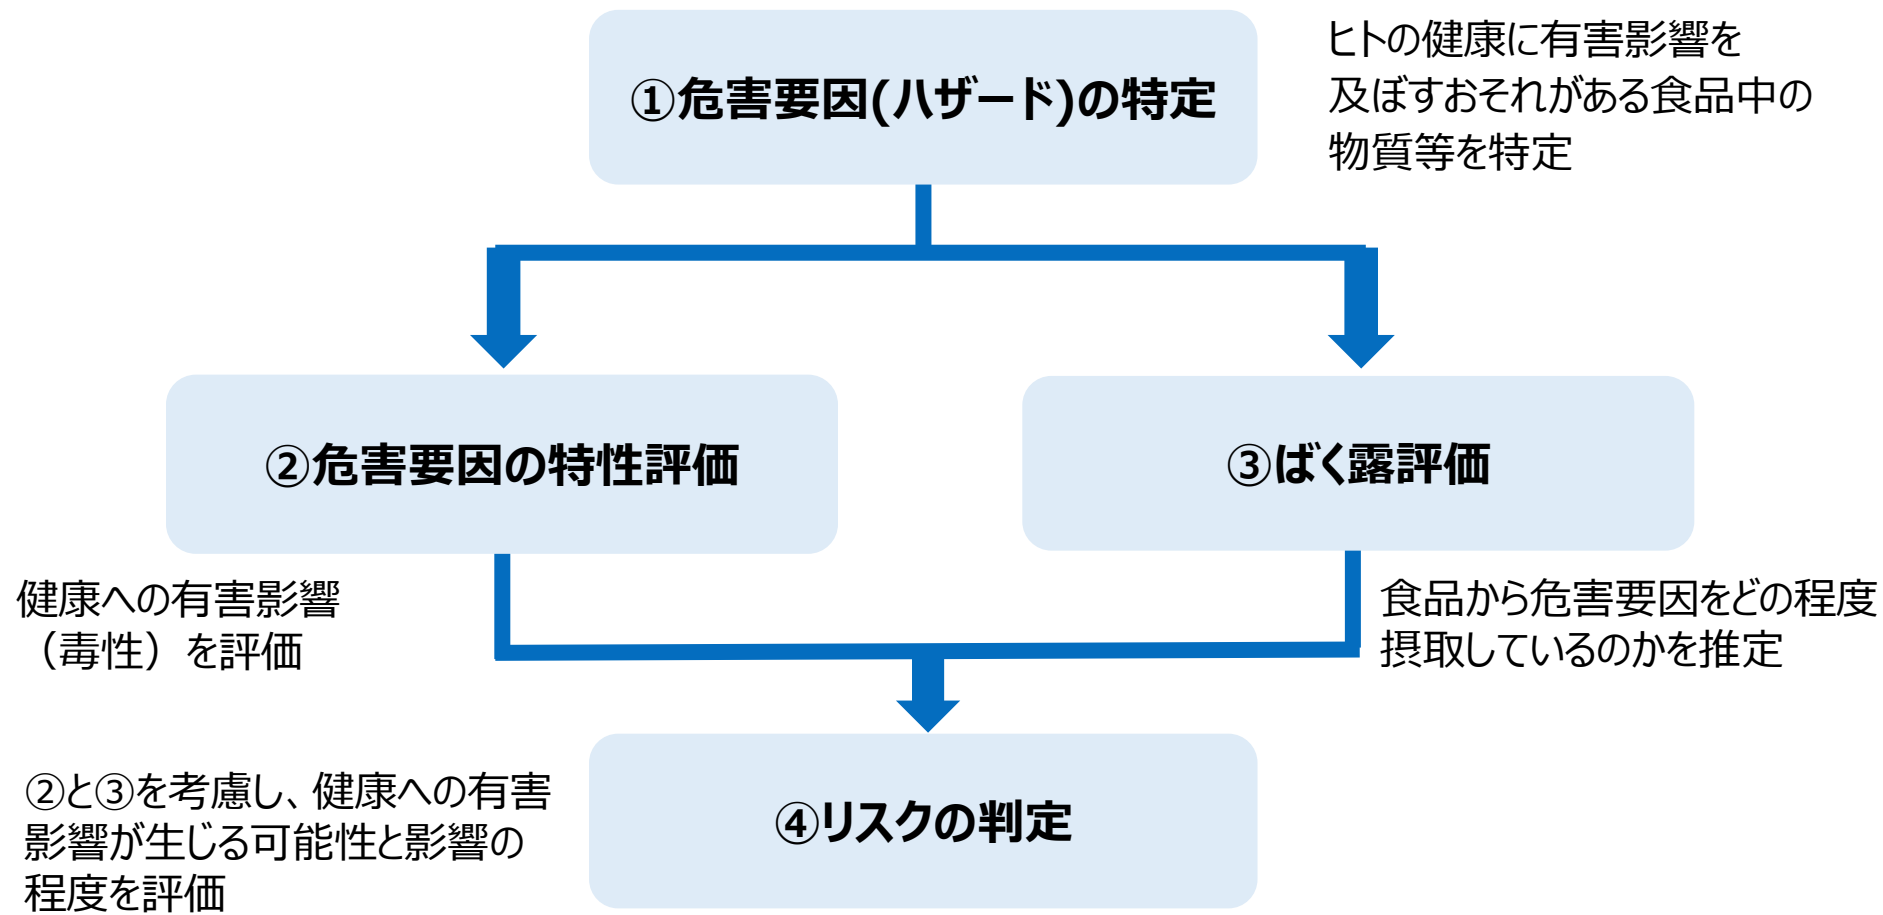 ①危害要因(ハザード)の特定
ヒトの健康に有害影響を
及ぼすおそれがある食品中の
物質等を特定
②危害要因の特性評価
③ばく露評価
健康への有害影響
（毒性）を評価
食品から危害要因をどの程度
摂取しているのかを推定
②と③を考慮し、健康への有害
影響が生じる可能性と影響の
程度を評価
④リスクの判定